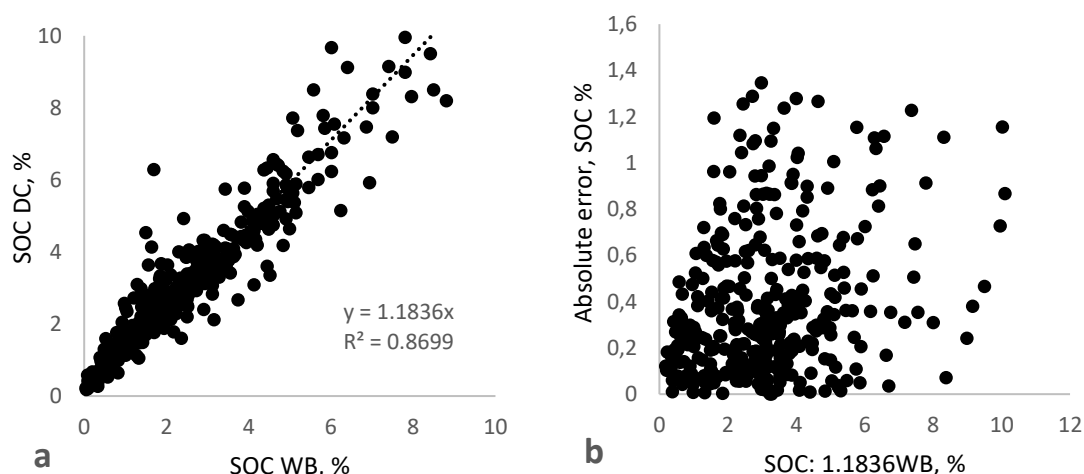 10
8
6
4
2
0
SOC DC, %
y = 1.1836x
R² = 0.8699
0 2 4 6 8 10
a
SOC WB, %
1,6
1,4
1,2
1
0,8
0,6
0,4
0,2
0
Absolute error, SOC %
0 2 4 6 8 10 12
b
SOC: 1.1836WB, %